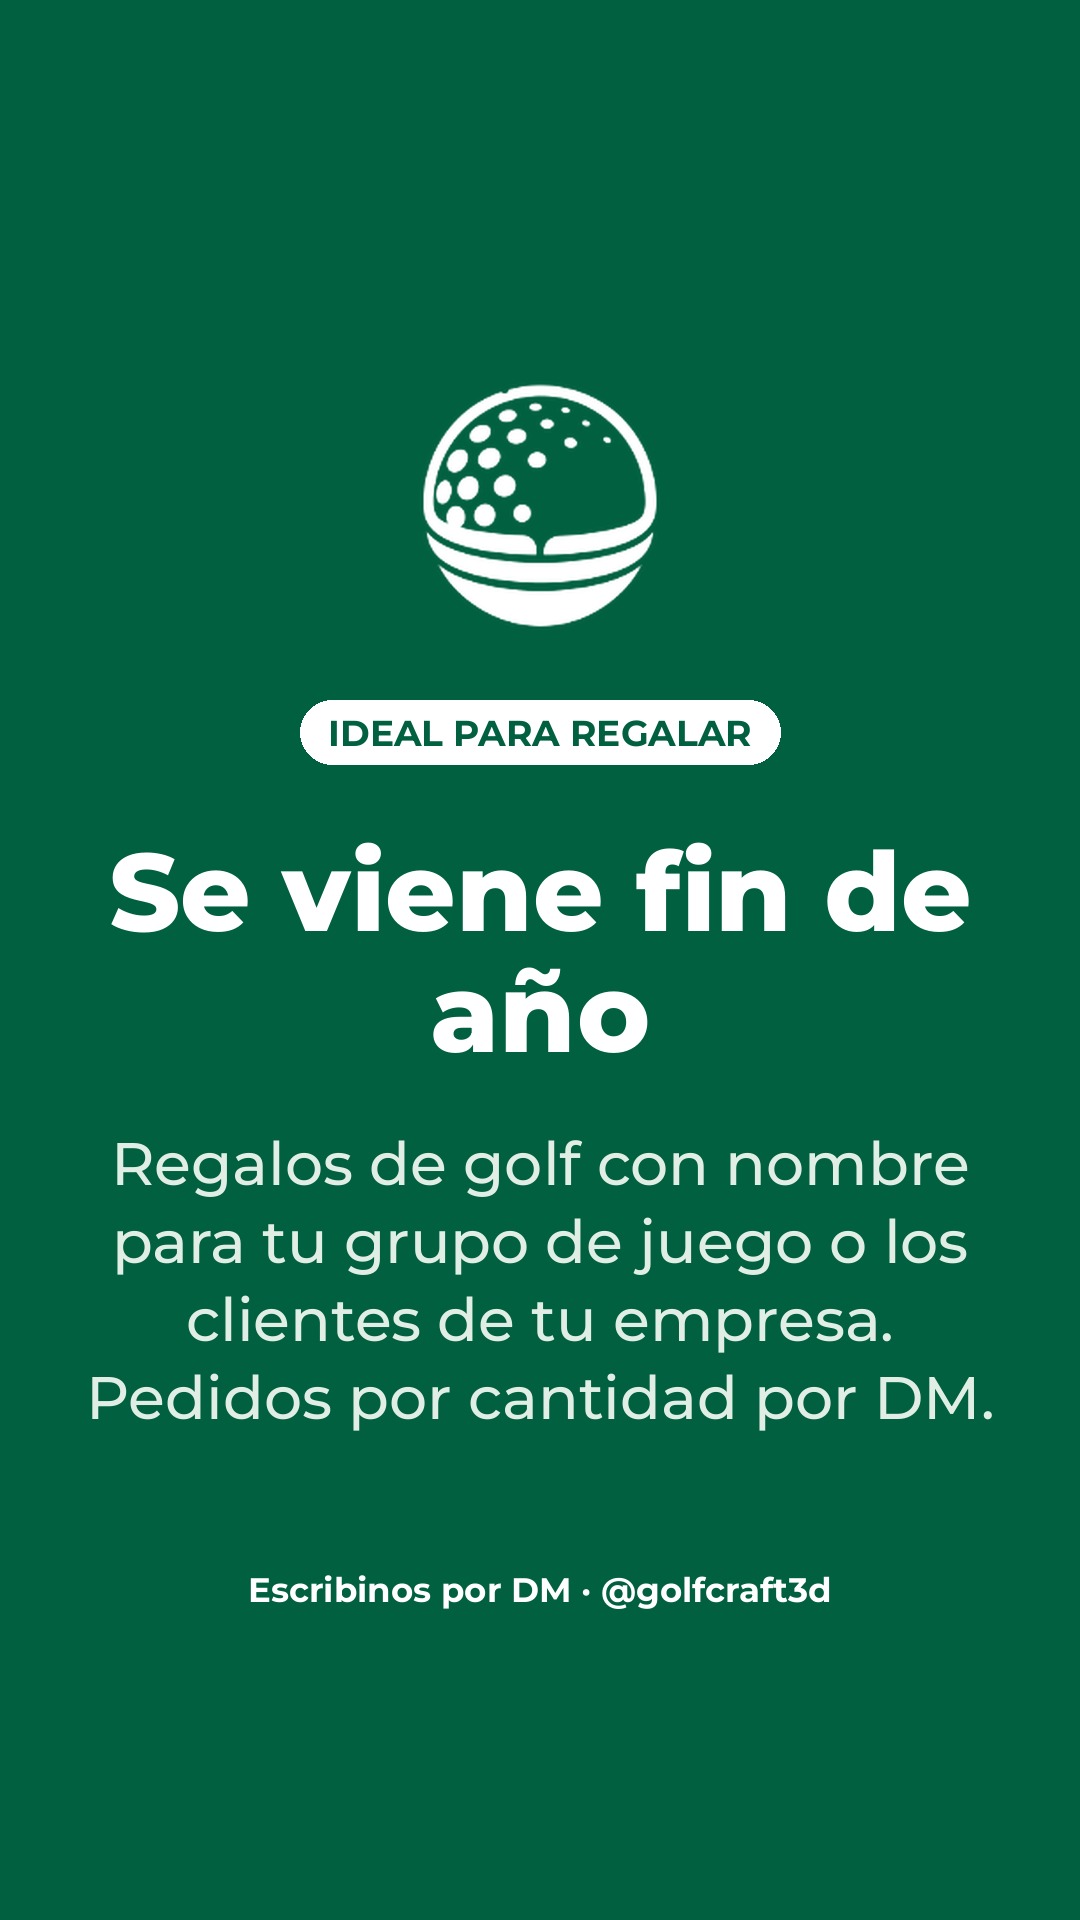 IDEAL PARA REGALAR
Se viene fin de
año
Regalos de golf con nombre
para tu grupo de juego o los
clientes de tu empresa.
Pedidos por cantidad por DM.
Escribinos por DM · @golfcraft3d